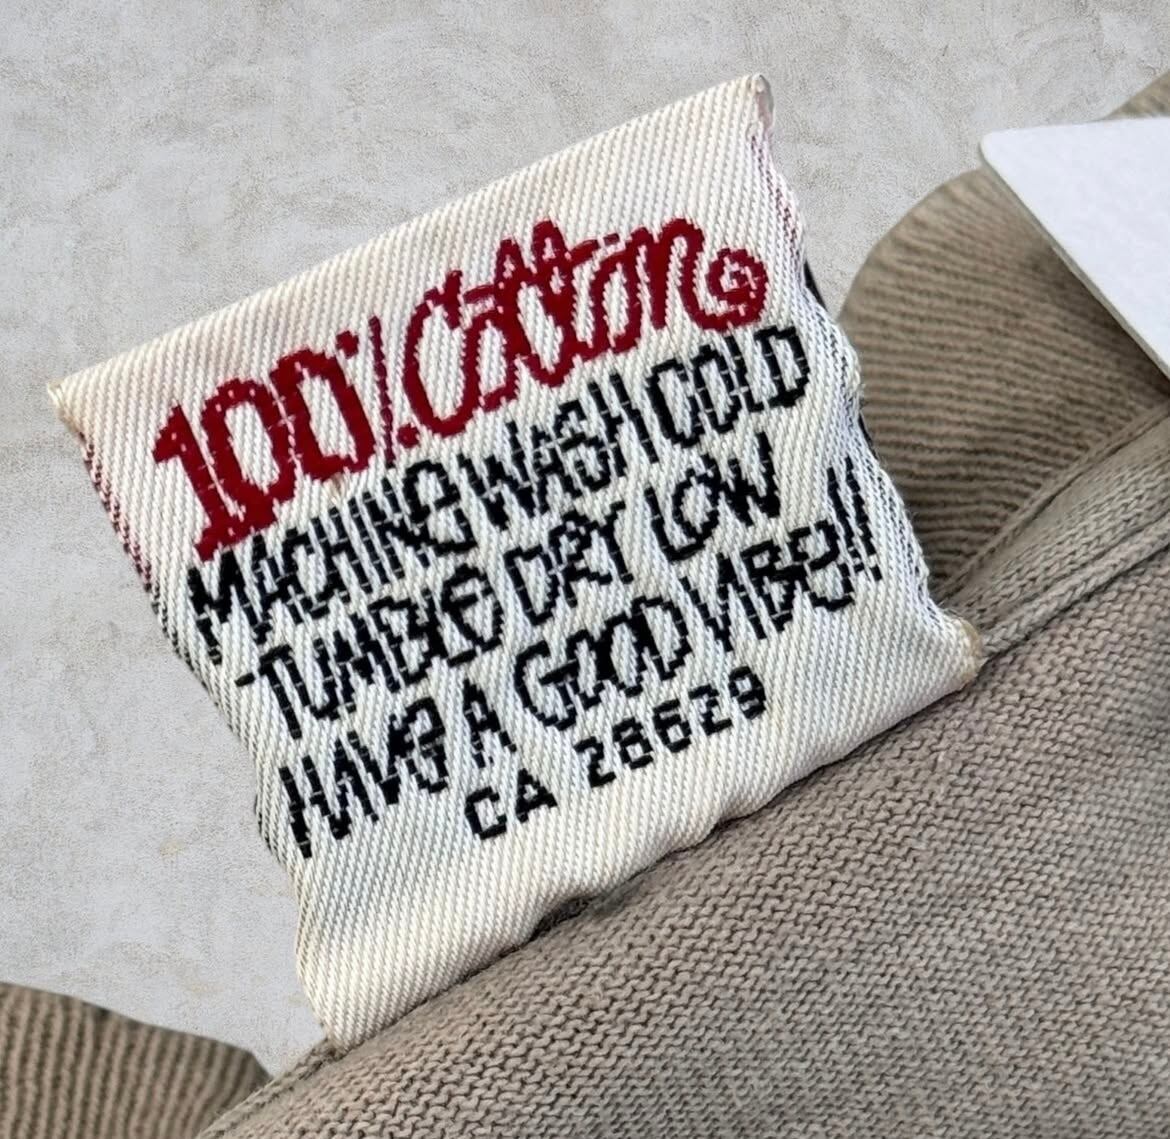 100% Cotton
MACHINE WASH COLD
TUMBLE DRY LOW
HAVE A GOOD VIBE!!
CA 28629